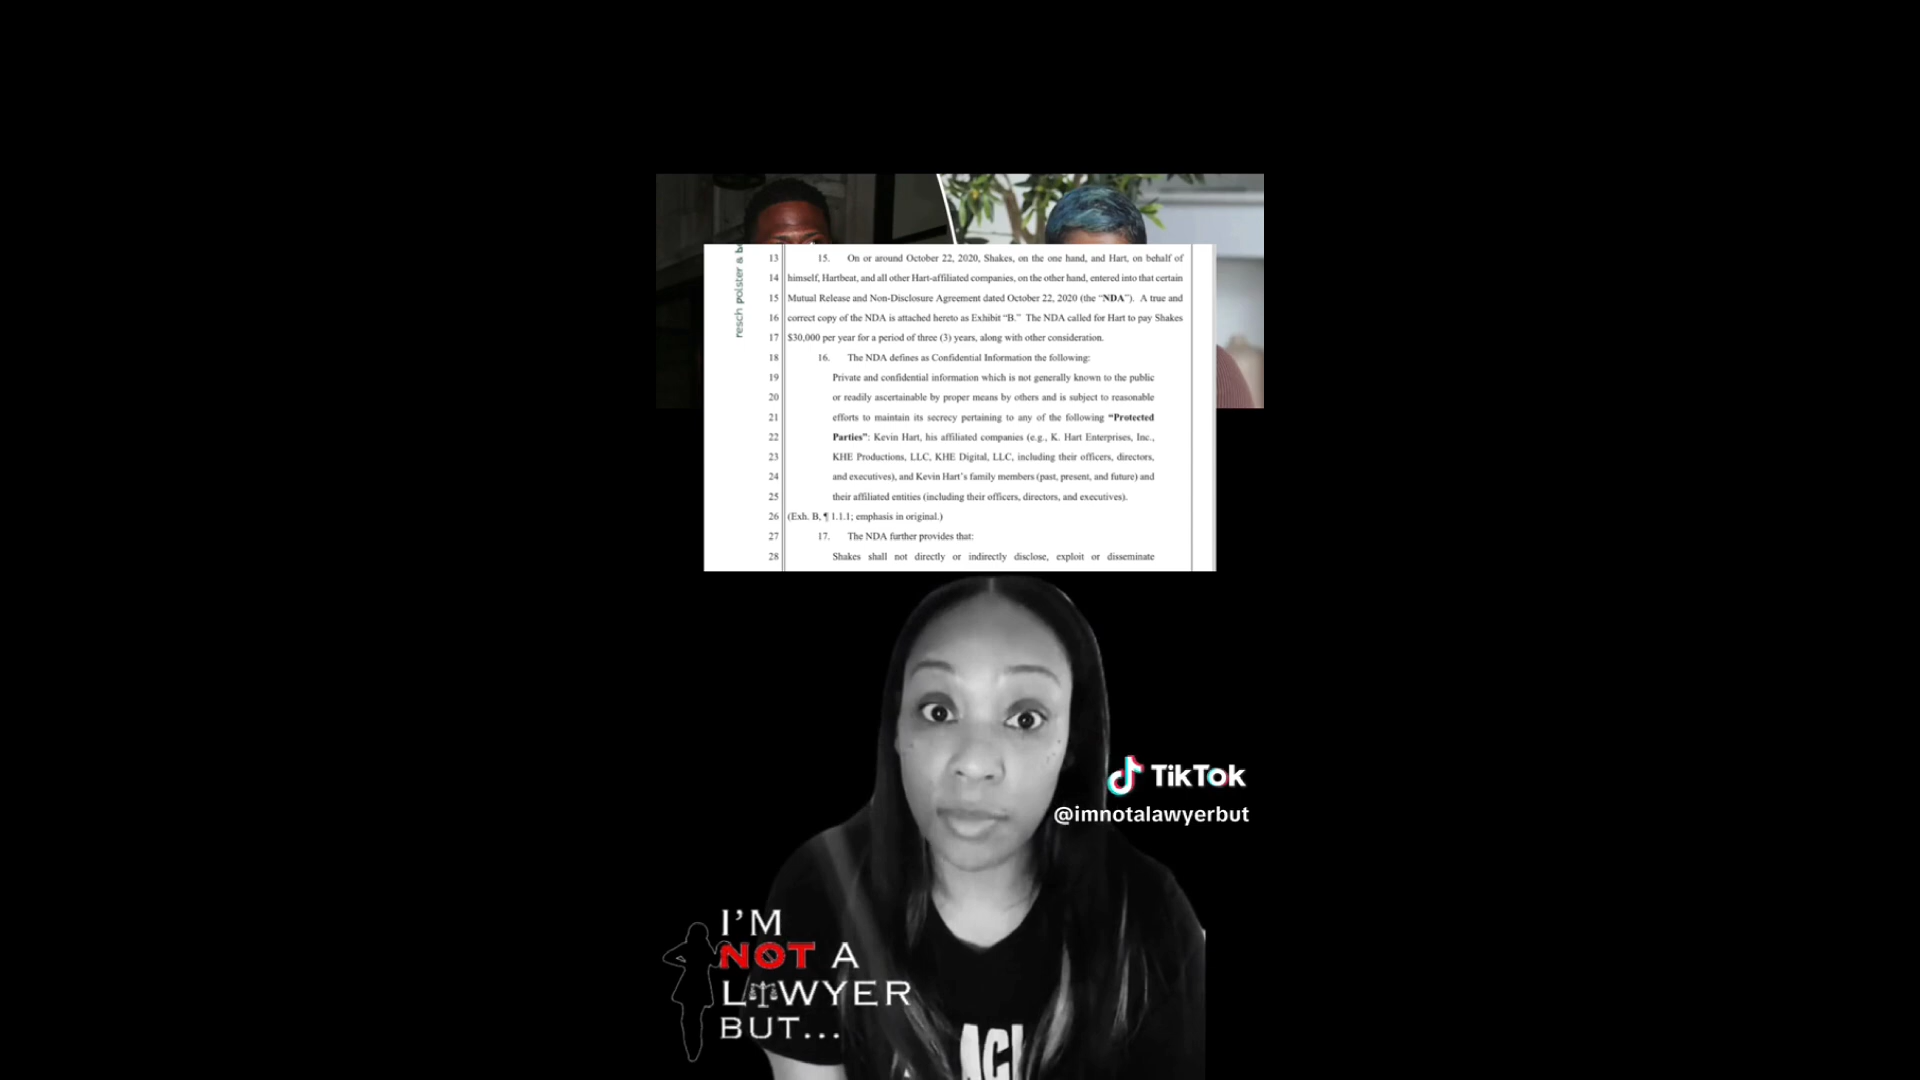 resch polster & b
13 15. On or around October 22, 2020, Shakes, on the one hand, and Hart, on behalf of
14 himself, Hartbeat, and all other Hart-affiliated companies, on the other hand, entered into that certain
15 Mutual Release and Non-Disclosure Agreement dated October 22, 2020 (the “NDA”). A true and
16 correct copy of the NDA is attached hereto as Exhibit “B.” The NDA called for Hart to pay Shakes
17 $30,000 per year for a period of three (3) years, along with other consideration.
18 16. The NDA defines as Confidential Information the following:
19 Private and confidential information which is not generally known to the public
20 or readily ascertainable by proper means by others and is subject to reasonable
21 efforts to maintain its secrecy pertaining to any of the following “Protected
22 Parties”: Kevin Hart, his affiliated companies (e.g., K. Hart Enterprises, Inc.,
23 KHE Productions, LLC, KHE Digital, LLC, including their officers, directors,
24 and executives), and Kevin Hart’s family members (past, present, and future) and
25 their affiliated entities (including their officers, directors, and executives).
26 (Exh. B, ¶ 1.1.1; emphasis in original.)
27 17. The NDA further provides that:
28 Shakes shall not directly or indirectly disclose, exploit or disseminate
TikTok
@imnotalawyerbut
I’M
NOT A
LAWYER
BUT...